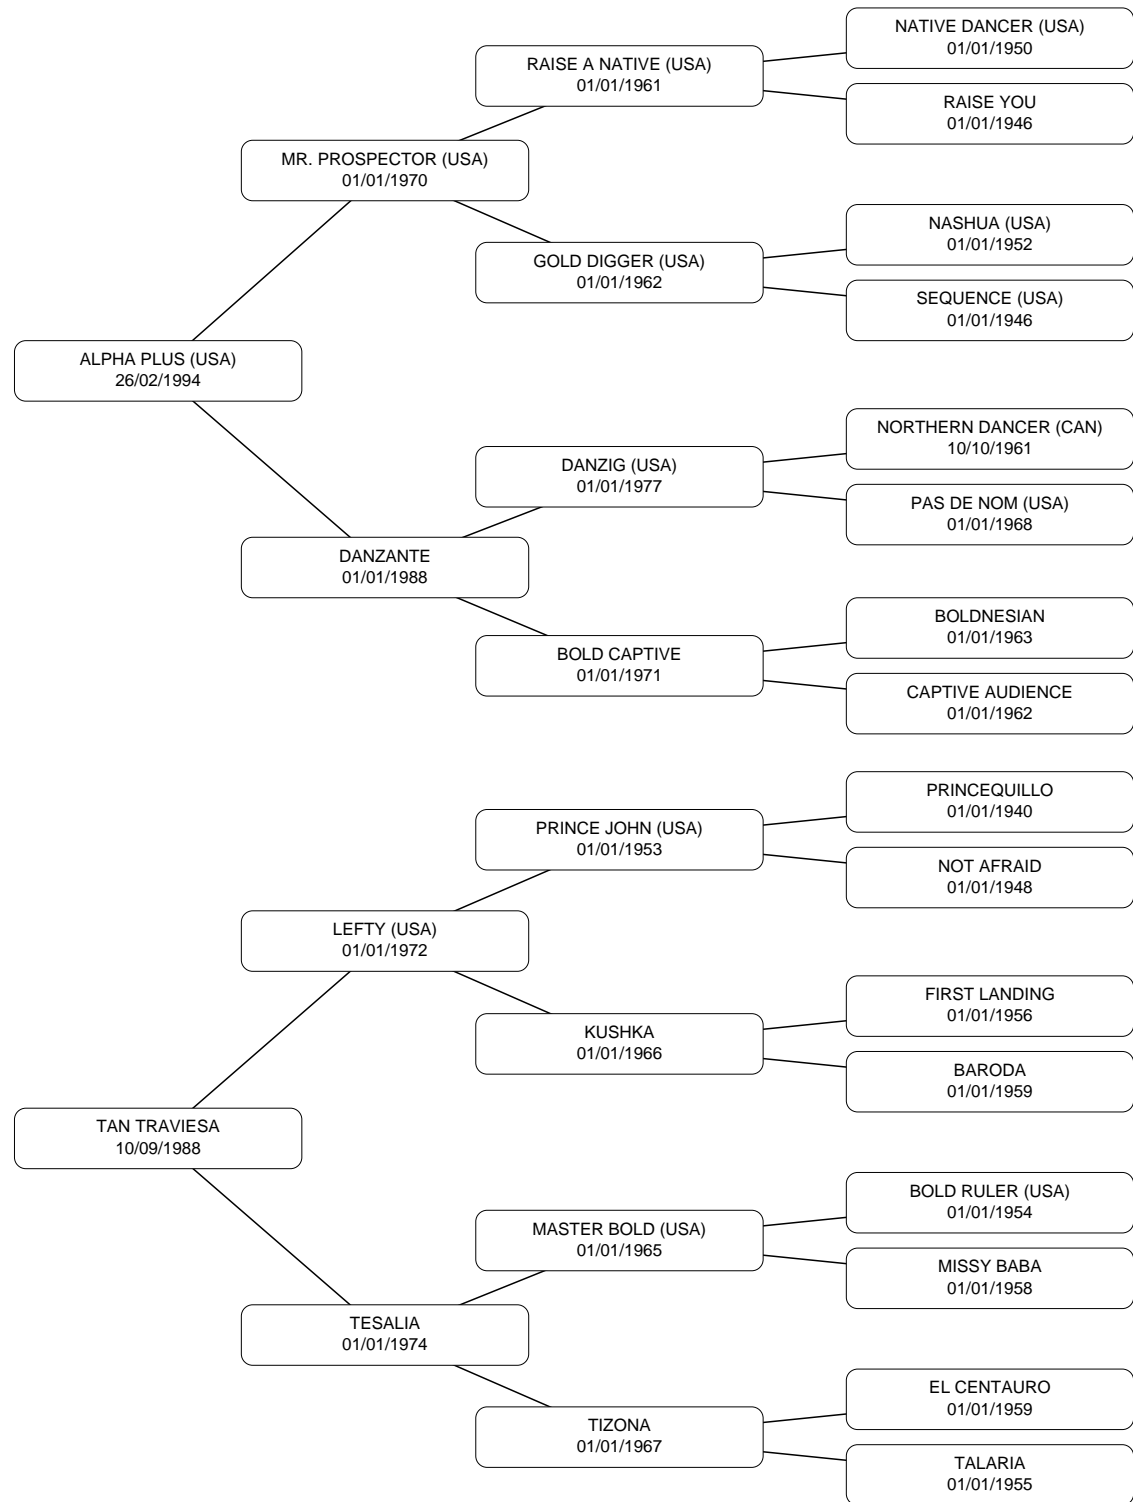 NATIVE DANCER (USA)
01/01/1950
RAISE A NATIVE (USA)
01/01/1961
RAISE YOU
01/01/1946
MR. PROSPECTOR (USA)
01/01/1970
NASHUA (USA)
01/01/1952
GOLD DIGGER (USA)
01/01/1962
SEQUENCE (USA)
01/01/1946
ALPHA PLUS (USA)
26/02/1994
NORTHERN DANCER (CAN)
10/10/1961
DANZIG (USA)
01/01/1977
PAS DE NOM (USA)
01/01/1968
DANZANTE
01/01/1988
BOLDNESIAN
01/01/1963
BOLD CAPTIVE
01/01/1971
CAPTIVE AUDIENCE
01/01/1962
PRINCEQUILLO
01/01/1940
PRINCE JOHN (USA)
01/01/1953
NOT AFRAID
01/01/1948
LEFTY (USA)
01/01/1972
FIRST LANDING
01/01/1956
KUSHKA
01/01/1966
BARODA
01/01/1959
TAN TRAVIESA
10/09/1988
BOLD RULER (USA)
01/01/1954
MASTER BOLD (USA)
01/01/1965
MISSY BABA
01/01/1958
TESALIA
01/01/1974
EL CENTAURO
01/01/1959
TIZONA
01/01/1967
TALARIA
01/01/1955